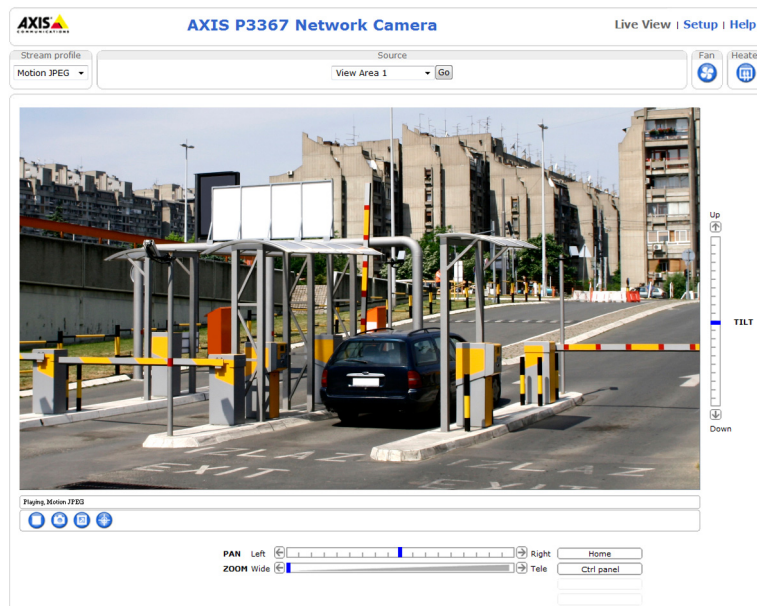 AXIS
COMMUNICATIONS
AXIS P3367 Network Camera
Live View | Setup | Help
Stream profile
Source
Fan
Heate
Motion JPEG
View Area 1
Go
Up
TILT
Down
IZLAZ
IZLAZ
EXIT
EXIT
Playing, Motion JPEG
PAN Left Right Home
ZOOM Wide Tele Ctrl panel